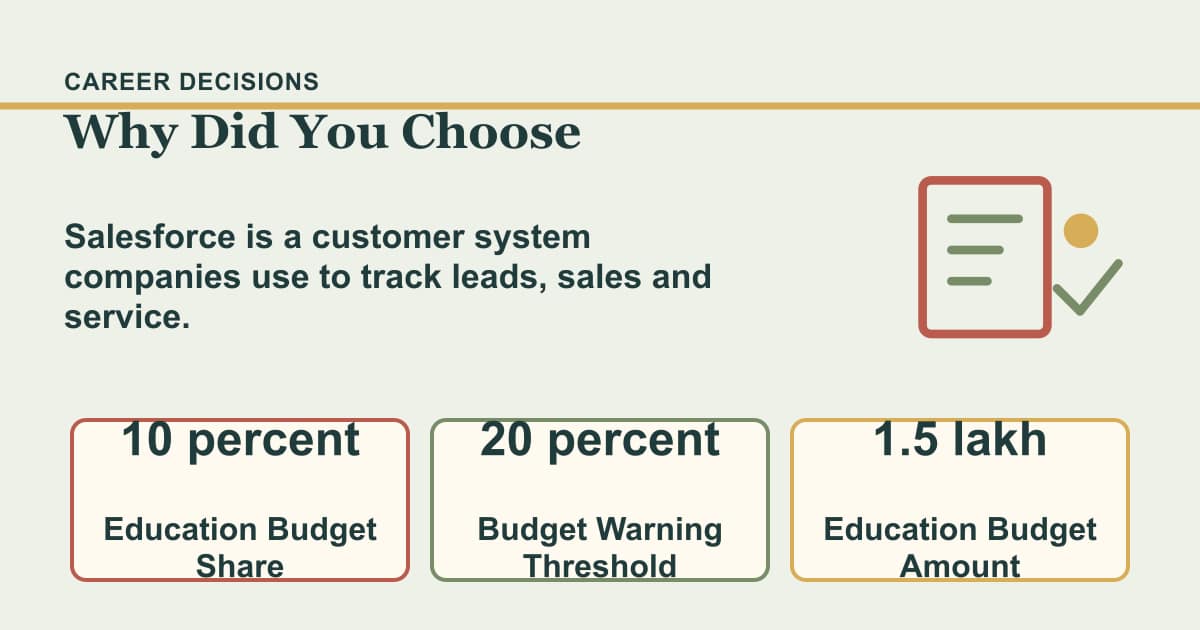 CAREER DECISIONS
Why Did You Choose
Salesforce is a customer system
companies use to track leads, sales and
service.
10 percent
Education Budget
Share
20 percent
Budget Warning
Threshold
1.5 lakh
Education Budget
Amount